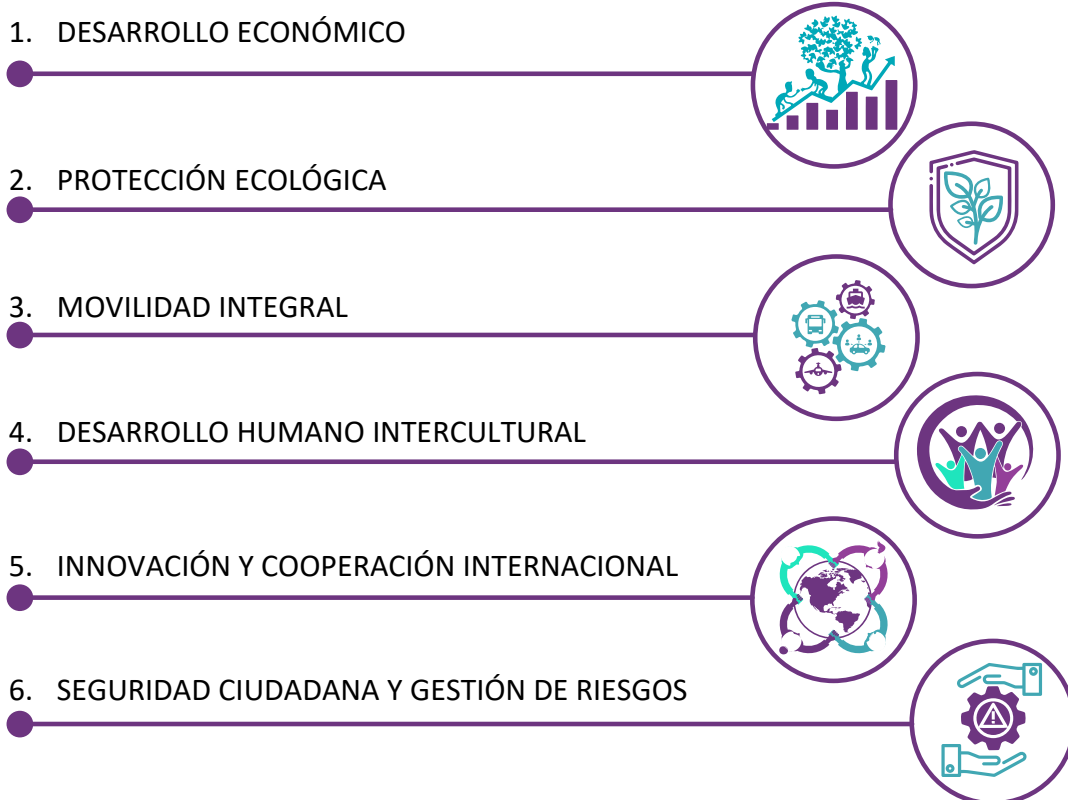 1. DESARROLLO ECONÓMICO
2. PROTECCIÓN ECOLÓGICA
3. MOVILIDAD INTEGRAL
4. DESARROLLO HUMANO INTERCULTURAL
5. INNOVACIÓN Y COOPERACIÓN INTERNACIONAL
6. SEGURIDAD CIUDADANA Y GESTIÓN DE RIESGOS